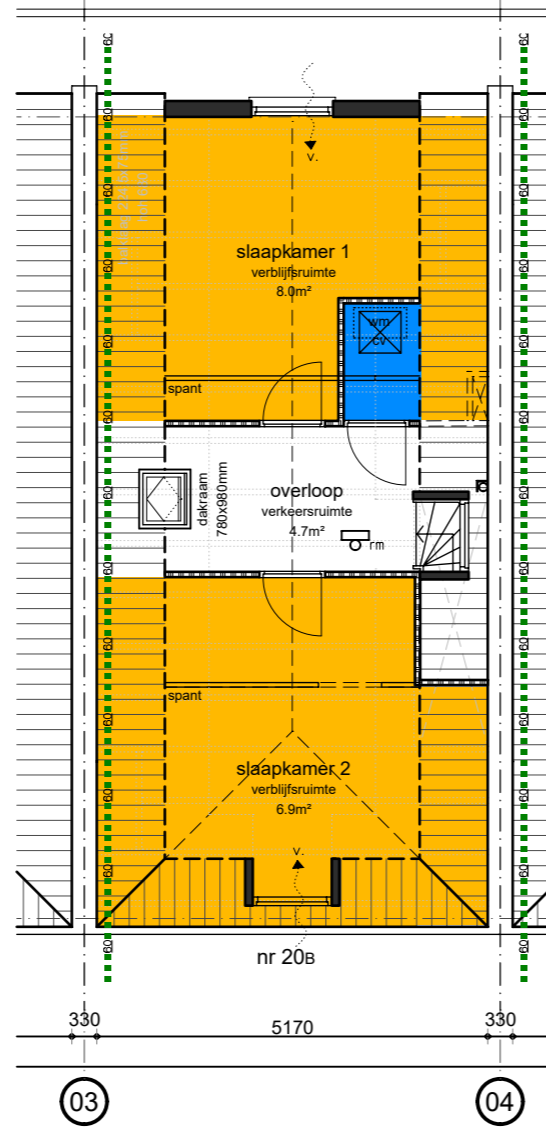 60
60
v.
slaapkamer 1
verblijfsruimte
8.0m²
wm
cv
spant
dakraam
780x980mm
overloop
verkeersruimte
4.7m²
rm
spant
slaapkamer 2
verblijfsruimte
6.9m²
v.
nr 20B
330
5170
330
03
04